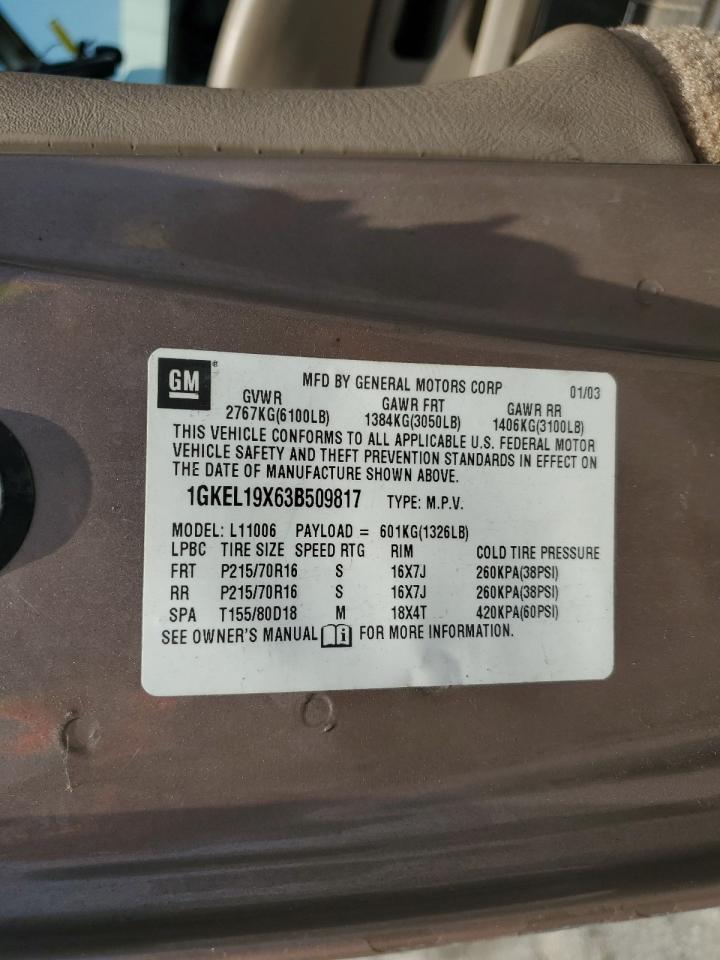 GM®
MFD BY GENERAL MOTORS CORP 01/03
GVWR GAWR FRT GAWR RR
2767KG(6100LB) 1384KG(3050LB) 1406KG(3100LB)
THIS VEHICLE CONFORMS TO ALL APPLICABLE U.S. FEDERAL MOTOR
VEHICLE SAFETY AND THEFT PREVENTION STANDARDS IN EFFECT ON
THE DATE OF MANUFACTURE SHOWN ABOVE.
1GKEL19X63B509817 TYPE: M.P.V.
MODEL: L11006 PAYLOAD = 601KG(1326LB)
LPBC TIRE SIZE SPEED RTG RIM COLD TIRE PRESSURE
FRT P215/70R16 S 16X7J 260KPA(38PSI)
RR P215/70R16 S 16X7J 260KPA(38PSI)
SPA T155/80D18 M 18X4T 420KPA(60PSI)
SEE OWNER'S MANUAL i FOR MORE INFORMATION.